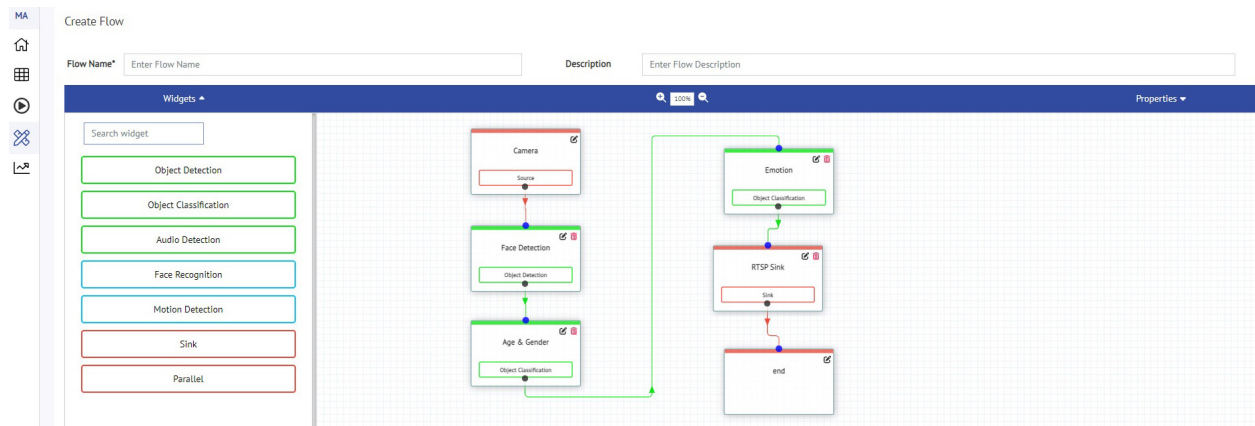 MA
Create Flow
Flow Name*
Enter Flow Name
Description
Enter Flow Description
Widgets
100%
Properties
Search widget
Object Detection
Object Classification
Audio Detection
Face Recognition
Motion Detection
Sink
Parallel
Camera
Source
Face Detection
Object Detection
Age & Gender
Object Classification
Emotion
Object Classification
RTSP Sink
Sink
end